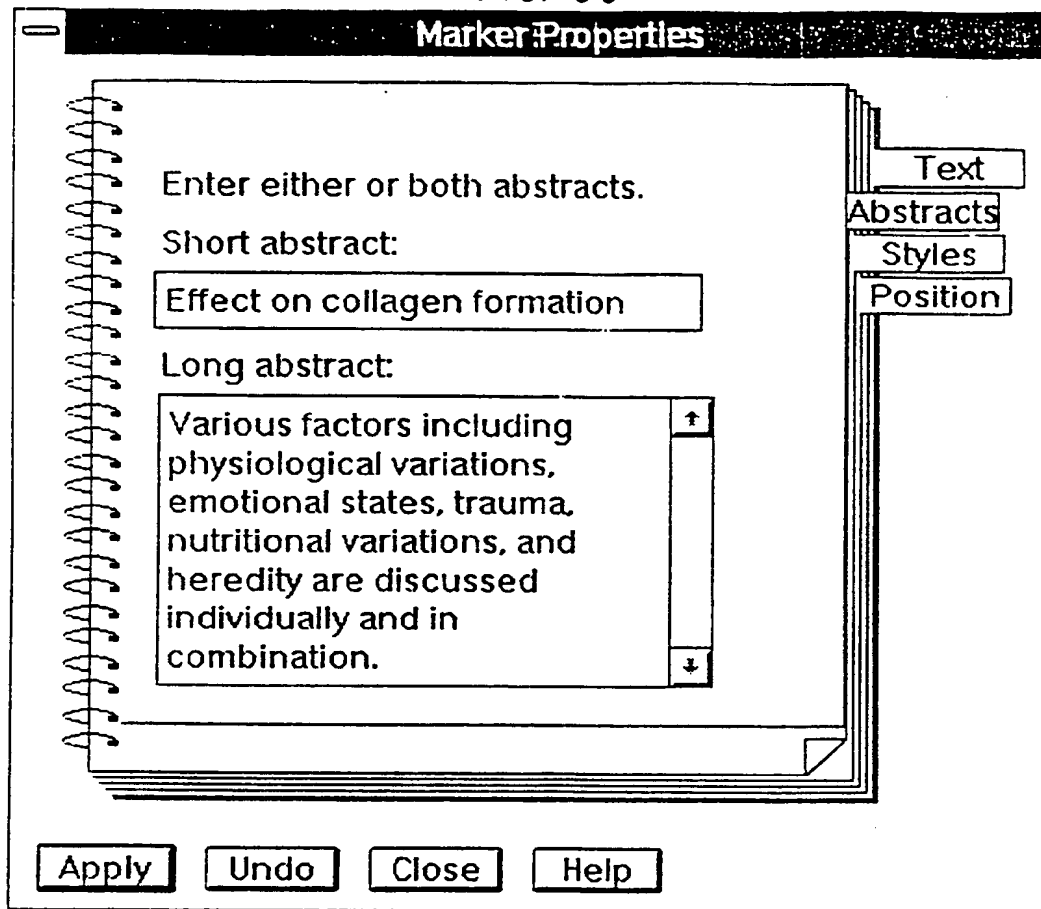 Marker Properties
Text
Abstracts
Styles
Position
Enter either or both abstracts.
Short abstract:
Effect on collagen formation
Long abstract:
Various factors including
physiological variations,
emotional states, trauma,
nutritional variations, and
heredity are discussed
individually and in
combination.
Apply
Undo
Close
Help